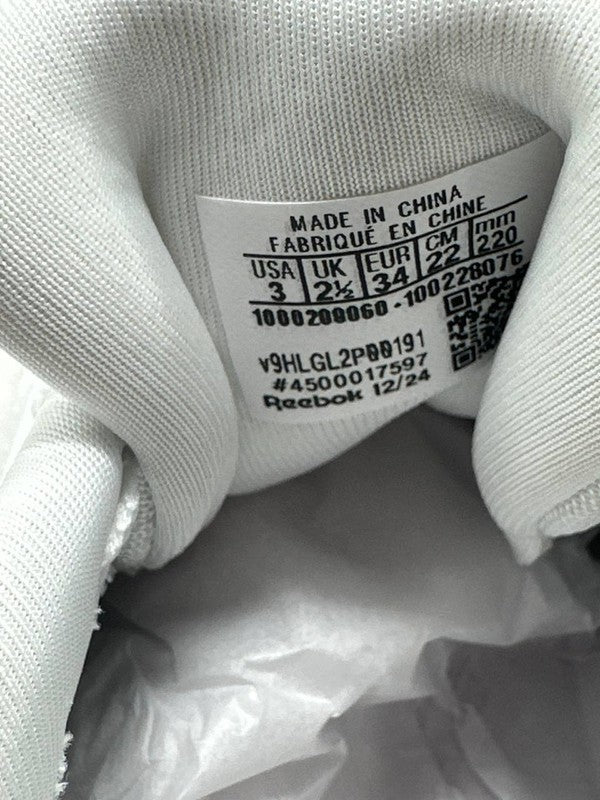 MADE IN CHINA
FABRIQUÉ EN CHINE
USA UK EUR CM mm
3 2½ 34 22 220
1000209060-100228076
v9HLGL2P00191
#4500017597
Reebok 12/24